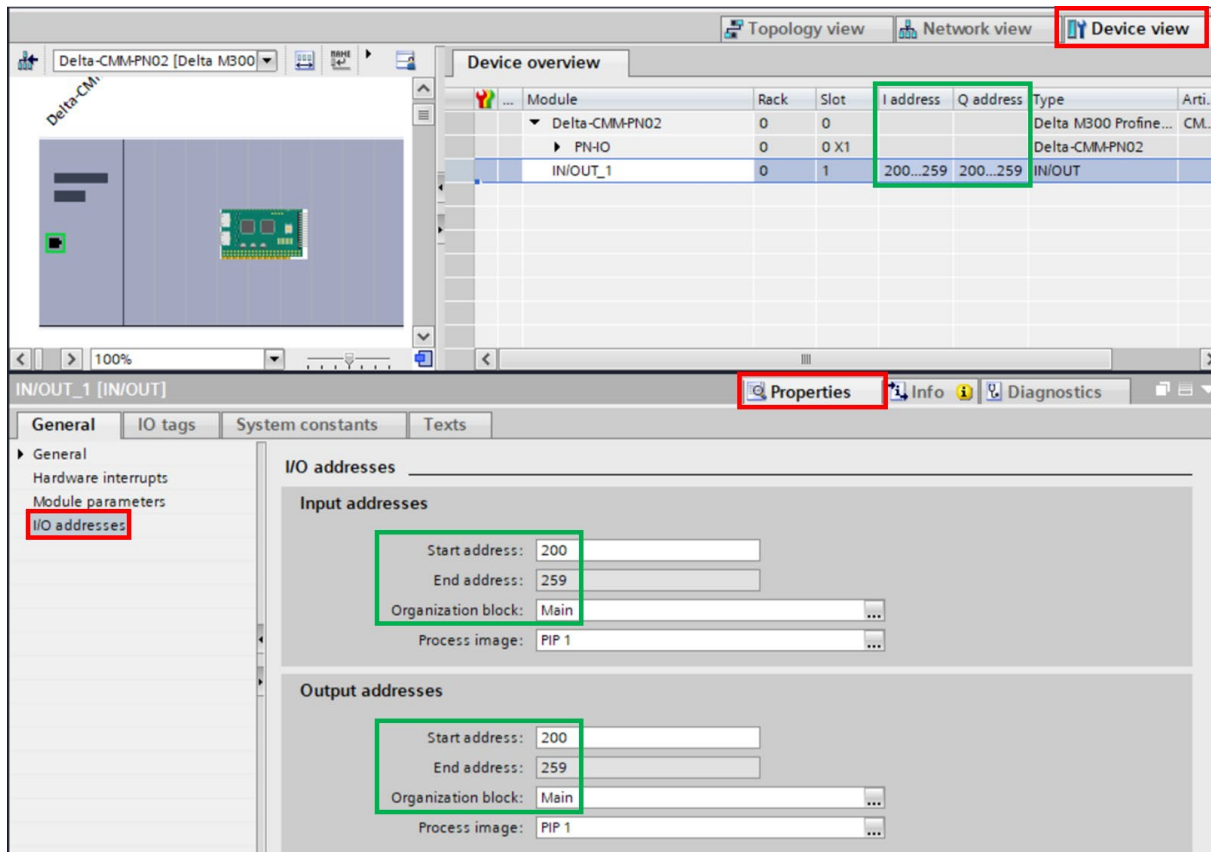 Topology view Network view Device view
Delta-CMM-PN02 [Delta M300 Device overview
Delta-CMM-
... Module Rack Slot I address Q address Type Arti..
Delta-CMM-PN02 0 0 Delta M300 Profine... CM..
PN-IO 0 0 X1 Delta-CMM-PN02
IN/OUT_1 0 1 200...259 200...259 IN/OUT
100%
IN/OUT_1 [IN/OUT] Properties Info Diagnostics
General IO tags System constants Texts
General
Hardware interrupts
Module parameters
I/O addresses
I/O addresses
Input addresses
Start address: 200
End address: 259
Organization block: Main ...
Process image: PIP 1 ...
Output addresses
Start address: 200
End address: 259
Organization block: Main ...
Process image: PIP 1 ...